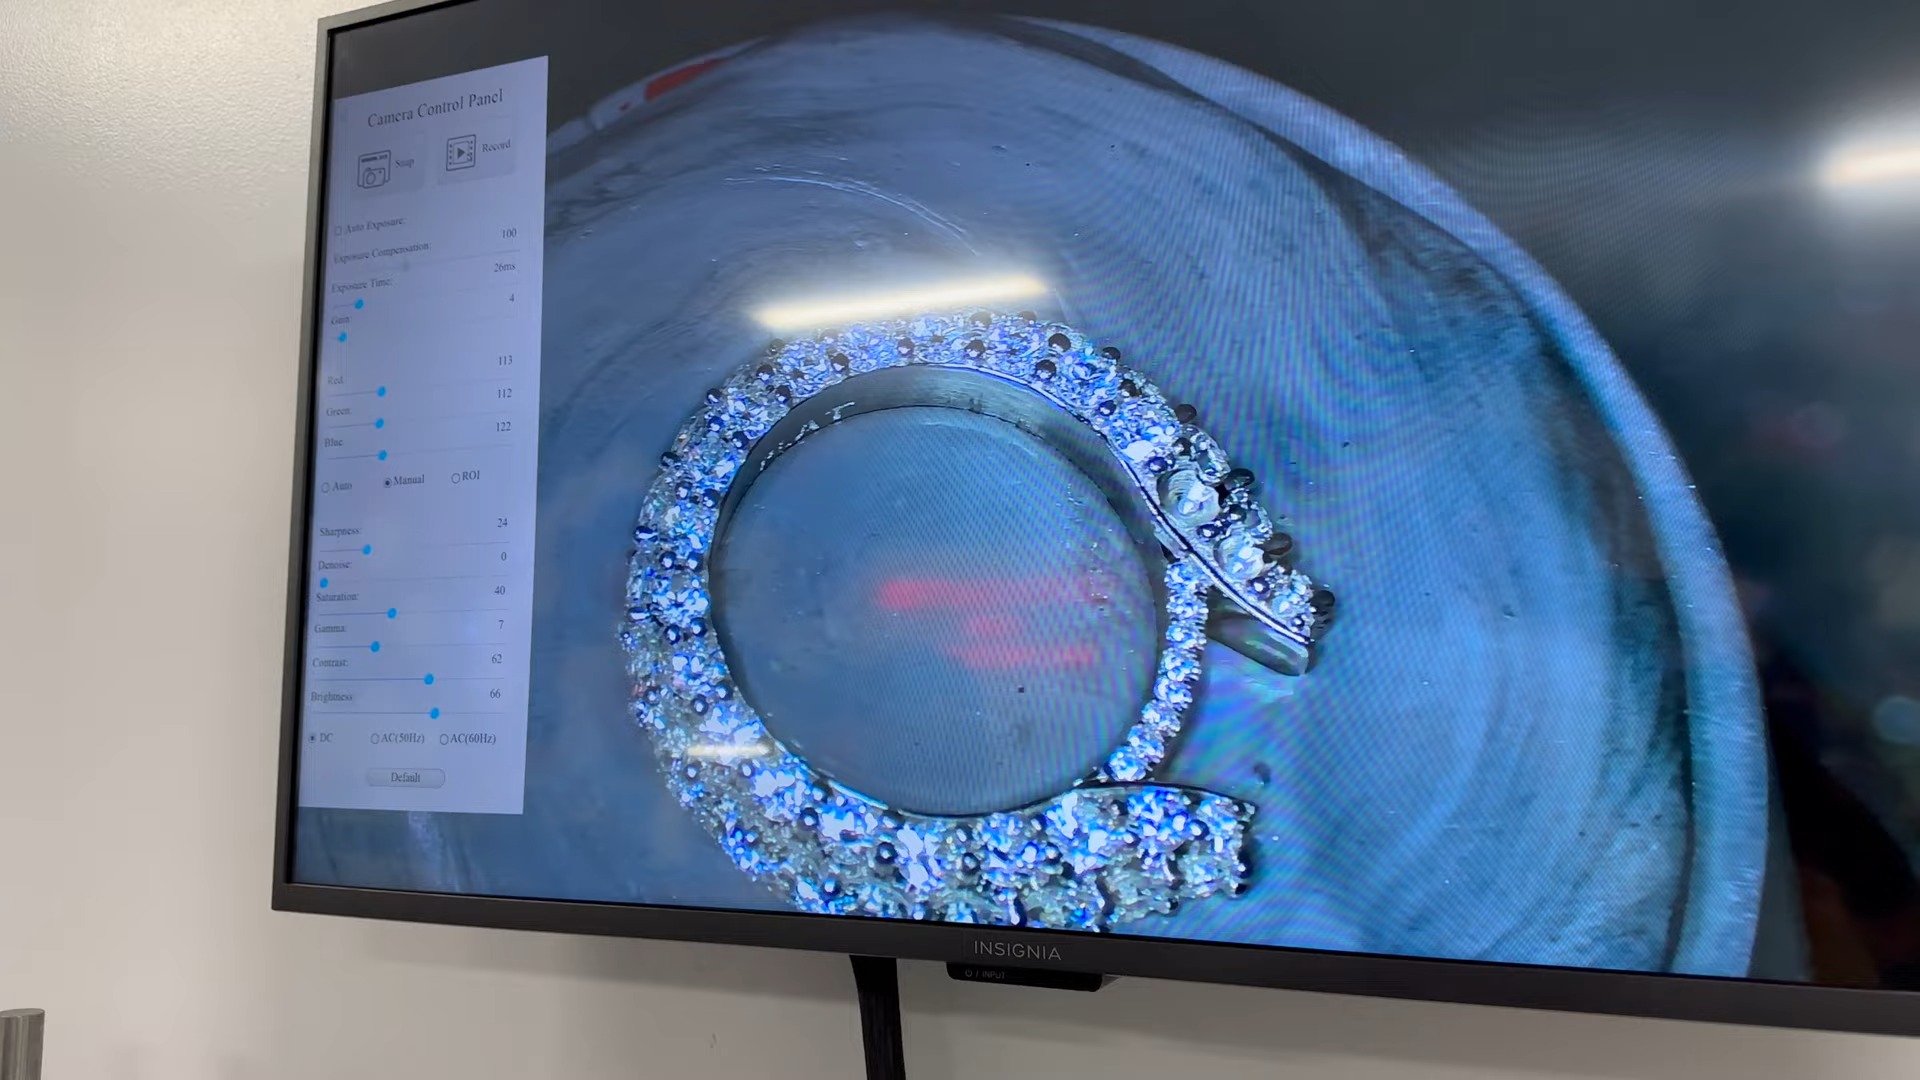 Camera Control Panel
Snap
Record
Auto Exposure:
Exposure Compensation:
100
Exposure Time:
26ms
Gain:
4
Red:
113
Green:
112
Blue:
122
Auto
Manual
ROI
Sharpness:
24
Denoise:
0
Saturation:
40
Gamma:
7
Contrast:
62
Brightness:
66
DC
AC(50Hz)
AC(60Hz)
Default
INSIGNIA
/ INPUT